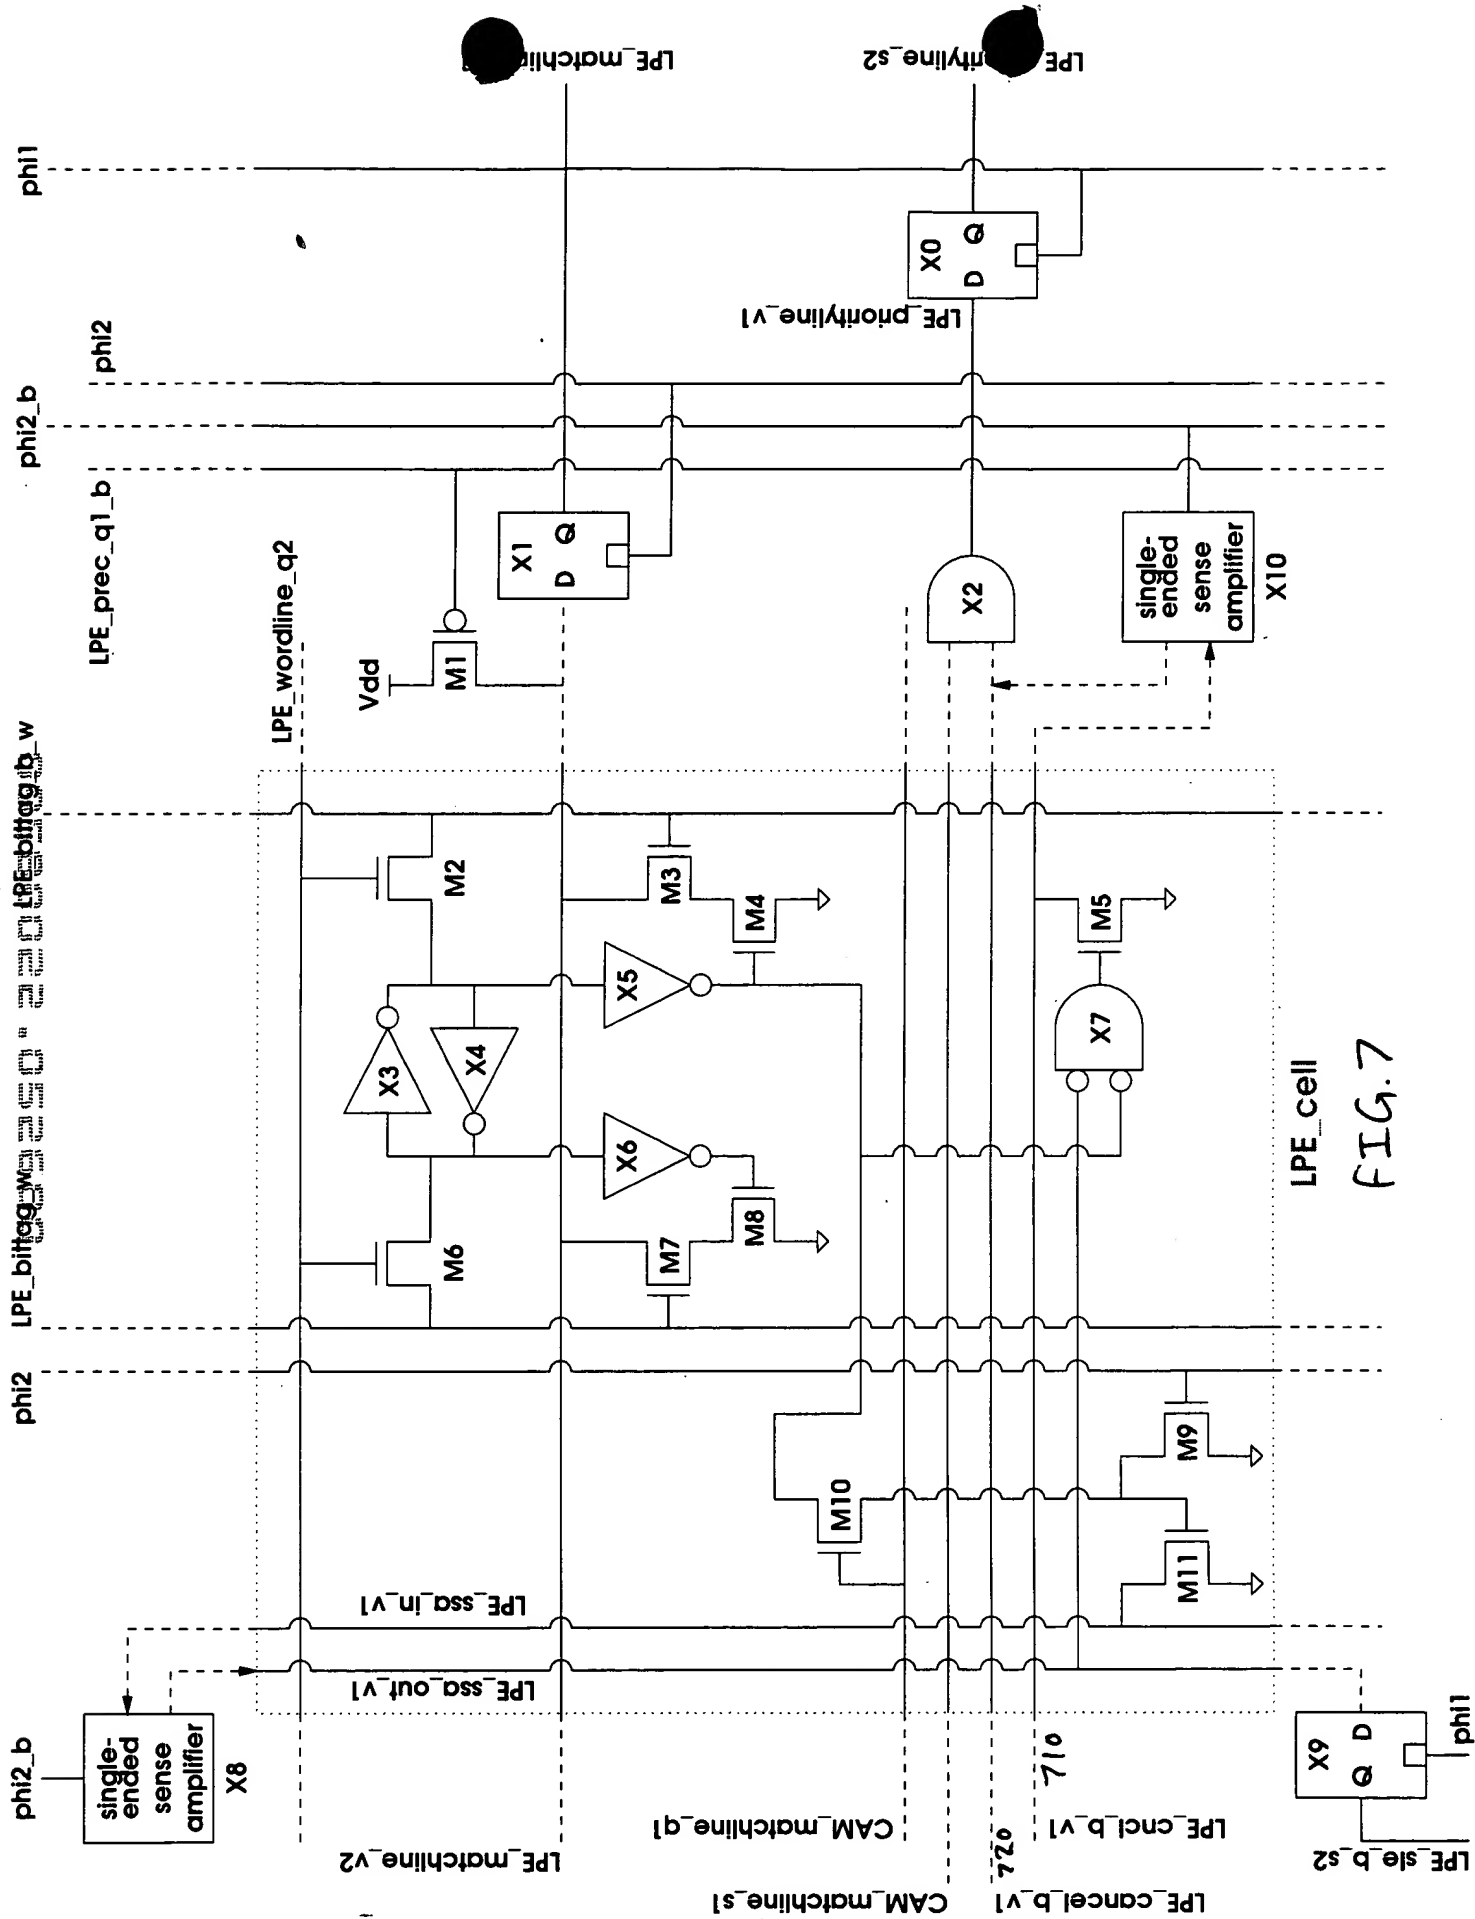 phi2_b
single-
ended
sense
amplifier
X8
phi2
LPE_bittag_w
LPE_bittag_b_w
LPE_prec_q1_b
phi2_b
phi2
phi1
LPE_wordline_q2
Vdd
M1
X1
D Q
LPE_ssa_in_v1
LPE_ssa_out_v1
LPE_matchline_v2
M6
X3
X4
M2
X6
X5
M7
M8
M3
M4
M10
CAM_matchline_q1
CAM_matchline_s1
LPE_cancel_b_v1
720
LPE_cncl_b_v1
710
X2
LPE_priorityline_v1
X0
D Q
X7
M5
M9
M11
single-
ended
sense
amplifier
X10
X9
Q D
phi1
LPE_sle_b_s2
LPE_cell
FIG. 7